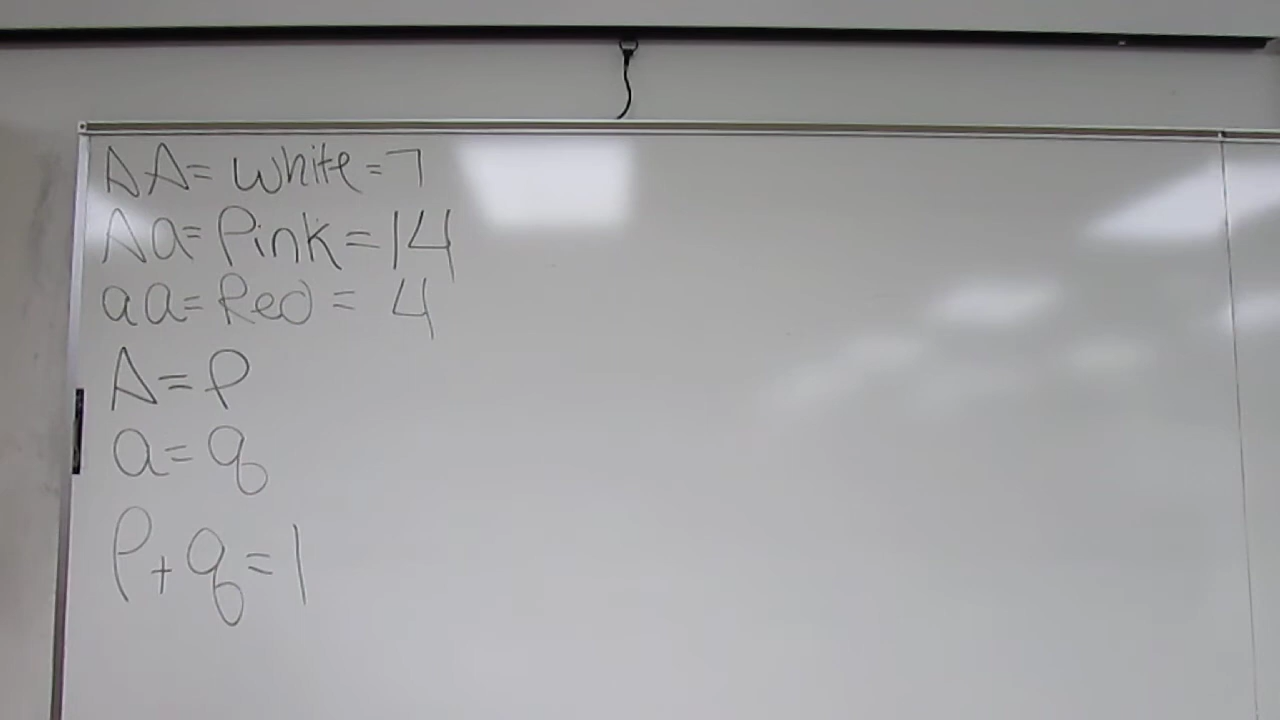 AA= white=7
Aa= Pink=14
aa= Red = 4
A=P
a=q
P+q=1